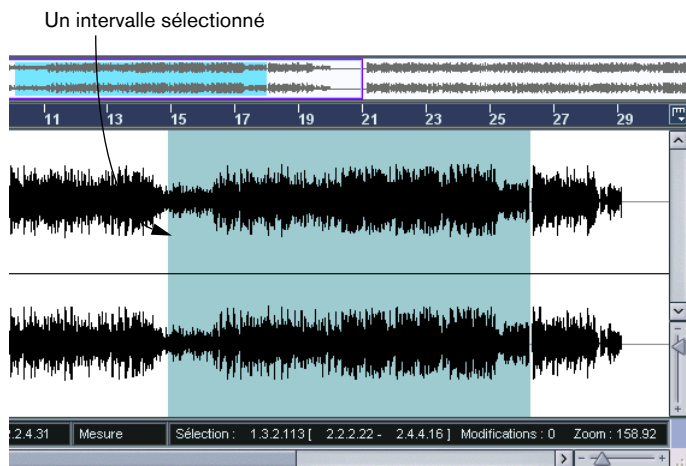 Un intervalle sélectionné
11 13 15 17 19 21 23 25 27 29
.2.4.31 Mesure Sélection : 1.3.2.113 [ 2.2.2.22 - 2.4.4.16 ] Modifications : 0 Zoom : 158.92